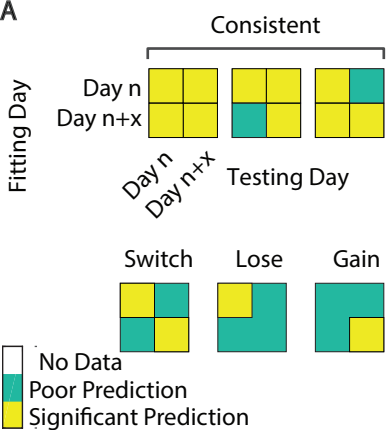 A
Consistent
Fitting Day
Day n
Day n+x
Day n
Day n+x
Testing Day
Switch
Lose
Gain
No Data
Poor Prediction
Significant Prediction